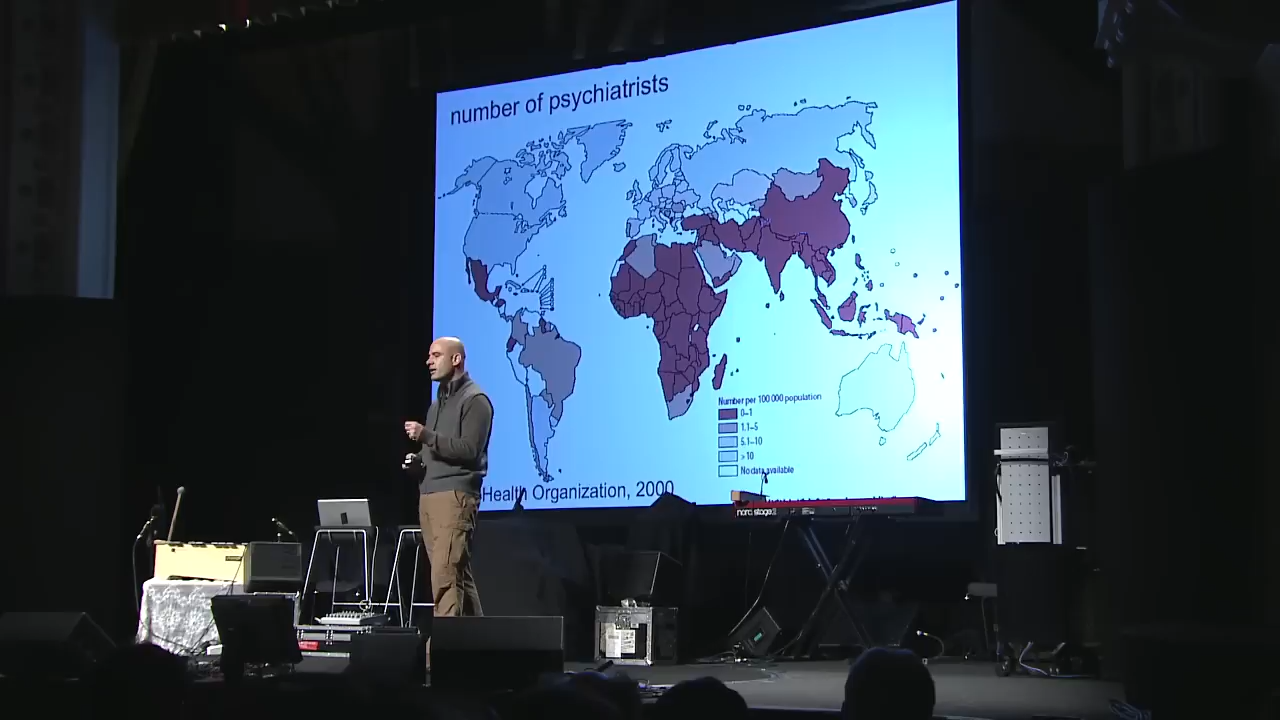 number of psychiatrists
Number per 100 000 population
0–1
1.1–5
5.1–10
>10
No data available
Health Organization, 2000
nord stage